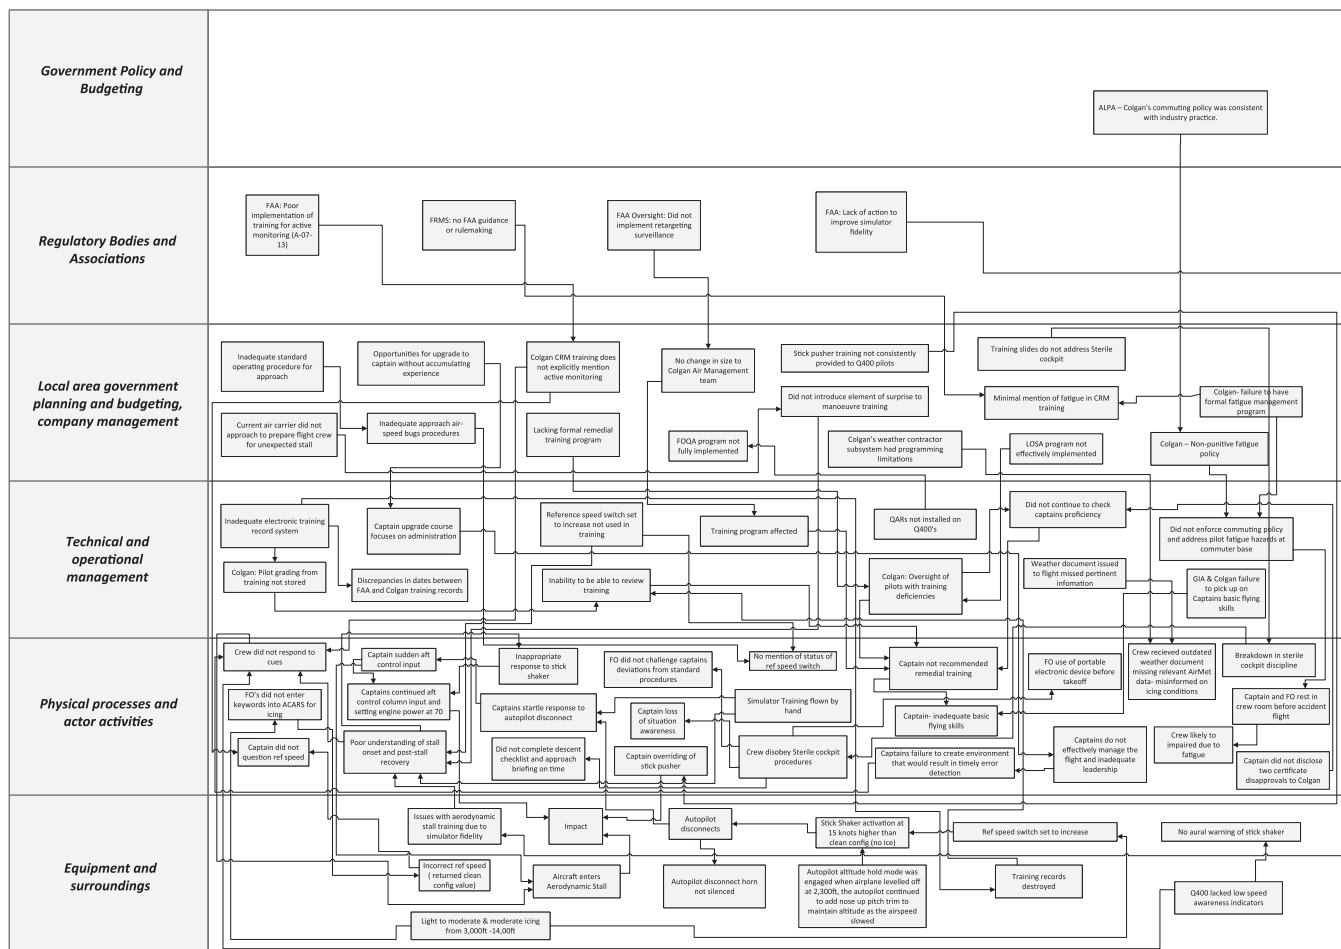 Government Policy and
Budgeting
ALPA – Colgan's commuting policy was consistent
with industry practice.
Regulatory Bodies and
Associations
FAA: Poor
implementation of
training for active
monitoring (A-07-
13)
FRMS: no FAA guidance
or rulemaking
FAA Oversight: Did not
implement retargeting
surveillance
FAA: Lack of action to
improve simulator
fidelity
Local area government
planning and budgeting,
company management
Inadequate standard
operating procedure for
approach
Opportunities for upgrade to
captain without accumulating
experience
Colgan CRM training does
not explicitly mention
active monitoring
No change in size to
Colgan Air Management
team
Stick pusher training not consistently
provided to Q400 pilots
Training slides do not address Sterile
cockpit
Did not introduce element of surprise to
manoeuvre training
Minimal mention of fatigue in CRM
training
Colgan- failure to have
formal fatigue management
program
Current air carrier did not
approach to prepare flight crew
for unexpected stall
Inadequate approach air-
speed bugs procedures
Lacking formal remedial
training program
FOQA program not
fully implemented
Colgan's weather contractor
subsystem had programming
limitations
LOSA program not
effectively implemented
Colgan – Non-punitive fatigue
policy
Technical and
operational
management
Inadequate electronic training
record system
Captain upgrade course
focuses on administration
Reference speed switch set
to increase not used in
training
Training program affected
QARs not installed on
Q400's
Did not continue to check
captains proficiency
Did not enforce commuting policy
and address pilot fatigue hazards at
commuter base
Colgan: Pilot grading from
training not stored
Discrepancies in dates between
FAA and Colgan training records
Inability to be able to review
training
Colgan: Oversight of
pilots with training
deficiencies
Weather document issued
to flight missed pertinent
infomation
GIA & Colgan failure
to pick up on
Captains basic flying
skills
Physical processes and
actor activities
Crew did not respond to
cues
Captain sudden aft
control input
Inappropriate
response to stick
shaker
FO did not challenge captains
deviations from standard
procedures
No mention of status of
ref speed switch
Captain not recommended
remedial training
FO use of portable
electronic device before
takeoff
Crew recieved outdated
weather document
missing relevant AirMet
data- misinformed on
icing conditions
Breakdown in sterile
cockpit discipline
FO's did not enter
keywords into ACARS for
icing
Captains continued aft
control column input and
setting engine power at 70
Captains startle response to
autopilot disconnect
Captain loss of
situation
awareness
Simulator Training flown by
hand
Captain- inadequate basic
flying skills
Captain and FO rest in
crew room before accident
flight
Captain did not
question ref speed
Poor understanding of stall
onset and post-stall
recovery
Did not complete descent
checklist and approach
briefing on time
Captain overriding of
stick pusher
Crew disobey Sterile cockpit
procedures
Captains failure to create environment
that would result in timely error
detection
Captains do not
effectively manage the
flight and inadequate
leadership
Crew likely to
impaired due to
fatigue
Captain did not disclose
two certificate
disapprovals to Colgan
Equipment and
surroundings
Issues with aerodynamic
stall training due to
simulator fidelity
Impact
Autopilot
disconnects
Stick Shaker activation at
15 knots higher than
clean config (no ice)
Ref speed switch set to increase
No aural warning of stick shaker
Incorrect ref speed
( returned clean
config value)
Aircraft enters
Aerodynamic Stall
Autopilot disconnect horn
not silenced
Autopilot altitude hold mode was
engaged when airplane levelled off
at 2,300ft, the autopilot continued
to add nose up pitch trim to
maintain altitude as the airspeed
slowed
Training records
destroyed
Q400 lacked low speed
awareness indicators
Light to moderate & moderate icing
from 3,000ft -14,00ft